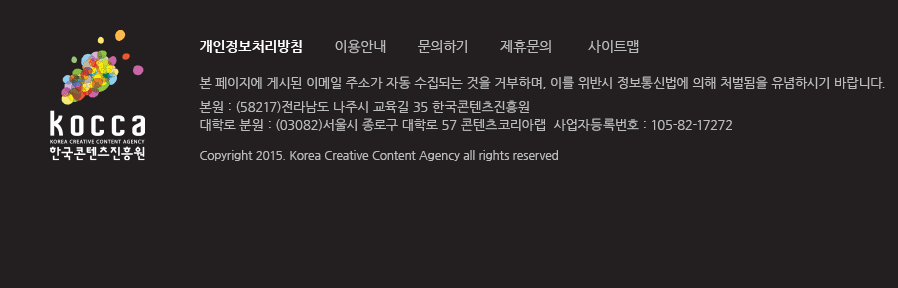 kocca
KOREA CREATIVE CONTENT AGENCY
한국콘텐츠진흥원
개인정보처리방침 이용안내 문의하기 제휴문의 사이트맵
본 페이지에 게시된 이메일 주소가 자동 수집되는 것을 거부하며, 이를 위반시 정보통신법에 의해 처벌됨을 유념하시기 바랍니다.
본원 : (58217)전라남도 나주시 교육길 35 한국콘텐츠진흥원
대학로 분원 : (03082)서울시 종로구 대학로 57 콘텐츠코리아랩 사업자등록번호 : 105-82-17272
Copyright 2015. Korea Creative Content Agency all rights reserved